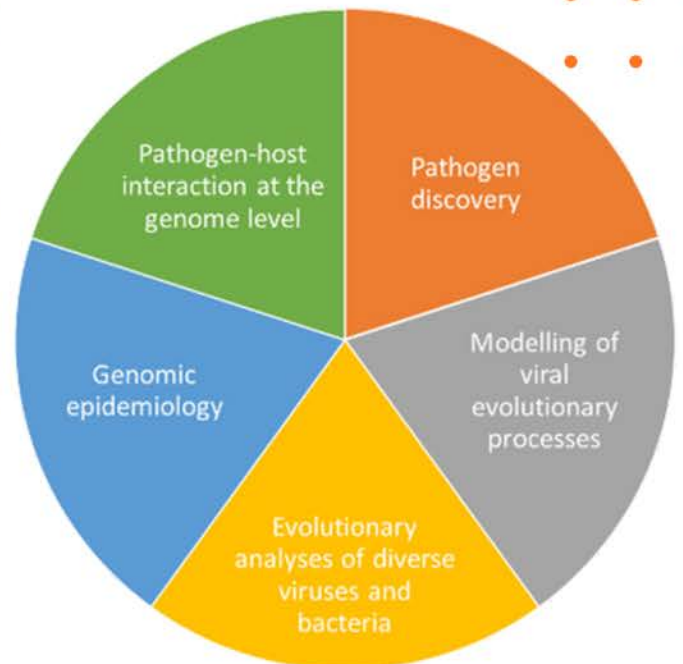 Pathogen-host
interaction at the
genome level
Pathogen
discovery
Modelling of
viral
evolutionary
processes
Genomic
epidemiology
Evolutionary
analyses of diverse
viruses and
bacteria